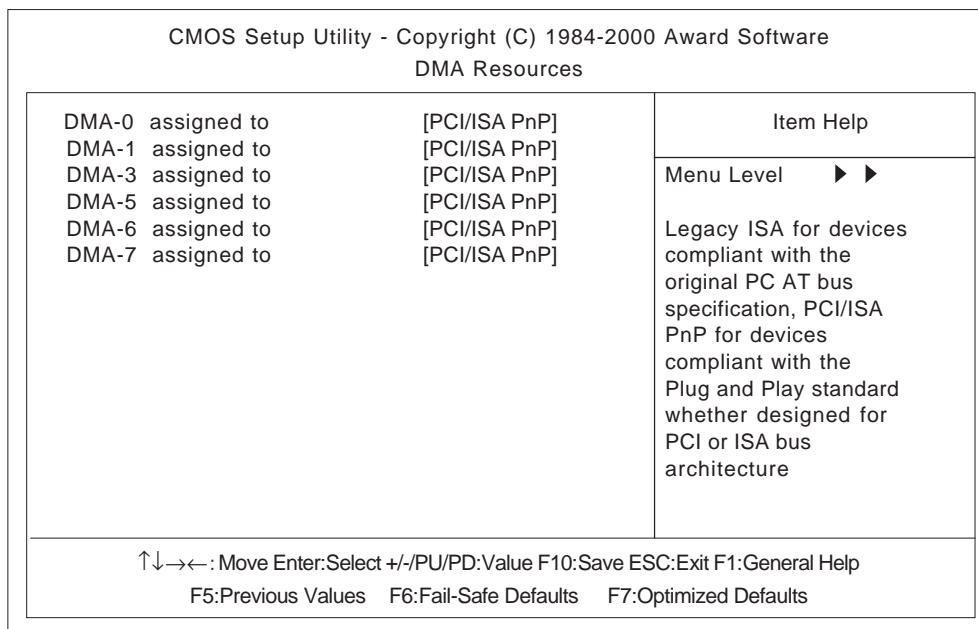 CMOS Setup Utility - Copyright (C) 1984-2000 Award Software
DMA Resources
DMA-0 assigned to [PCI/ISA PnP]
DMA-1 assigned to [PCI/ISA PnP]
DMA-3 assigned to [PCI/ISA PnP]
DMA-5 assigned to [PCI/ISA PnP]
DMA-6 assigned to [PCI/ISA PnP]
DMA-7 assigned to [PCI/ISA PnP]
Item Help
Menu Level ▶ ▶
Legacy ISA for devices
compliant with the
original PC AT bus
specification, PCI/ISA
PnP for devices
compliant with the
Plug and Play standard
whether designed for
PCI or ISA bus
architecture
↑↓→←: Move Enter:Select +/-/PU/PD:Value F10:Save ESC:Exit F1:General Help
F5:Previous Values F6:Fail-Safe Defaults F7:Optimized Defaults